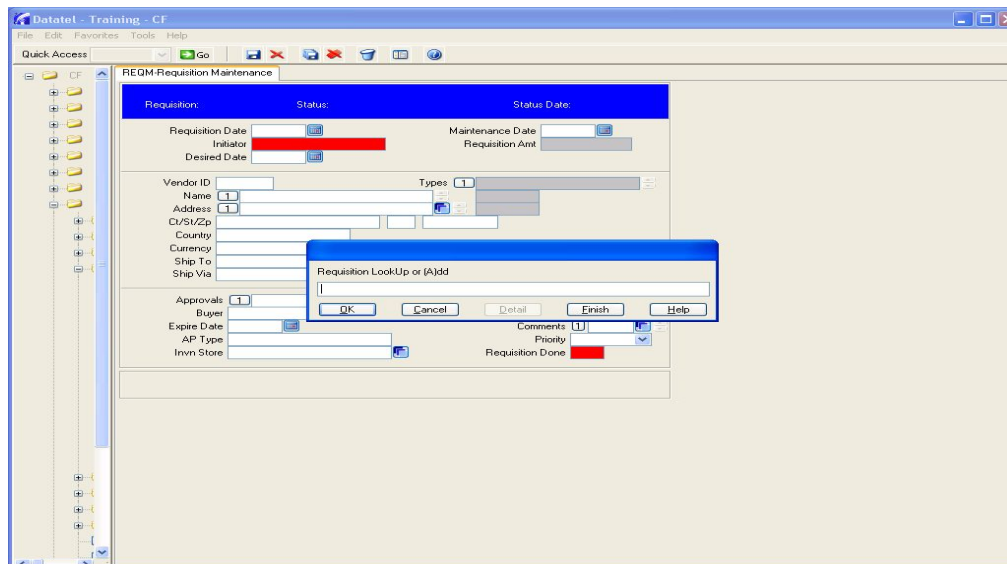 Datatel - Training - CF
File Edit Favorites Tools Help
Quick Access Go
CF
REQM-Requisition Maintenance
Requisition: Status: Status Date:
Requisition Date Maintenance Date
Initiator Requisition Amt
Desired Date
Vendor ID Types 1
Name 1
Address 1
Ct/St/Zp
Country
Currency
Ship To
Ship Via
Requisition LookUp or (A)dd
OK Cancel Detail Finish Help
Approvals 1
Buyer
Expire Date Comments 1
AP Type Priority
Invn Store Requisition Done